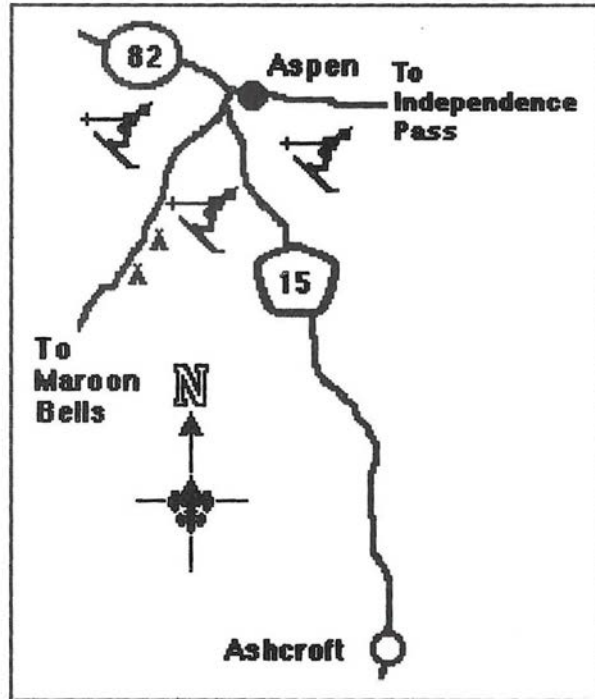 82
Aspen
To
Independence
Pass
15
To
Maroon
Bells
N
Ashcroft